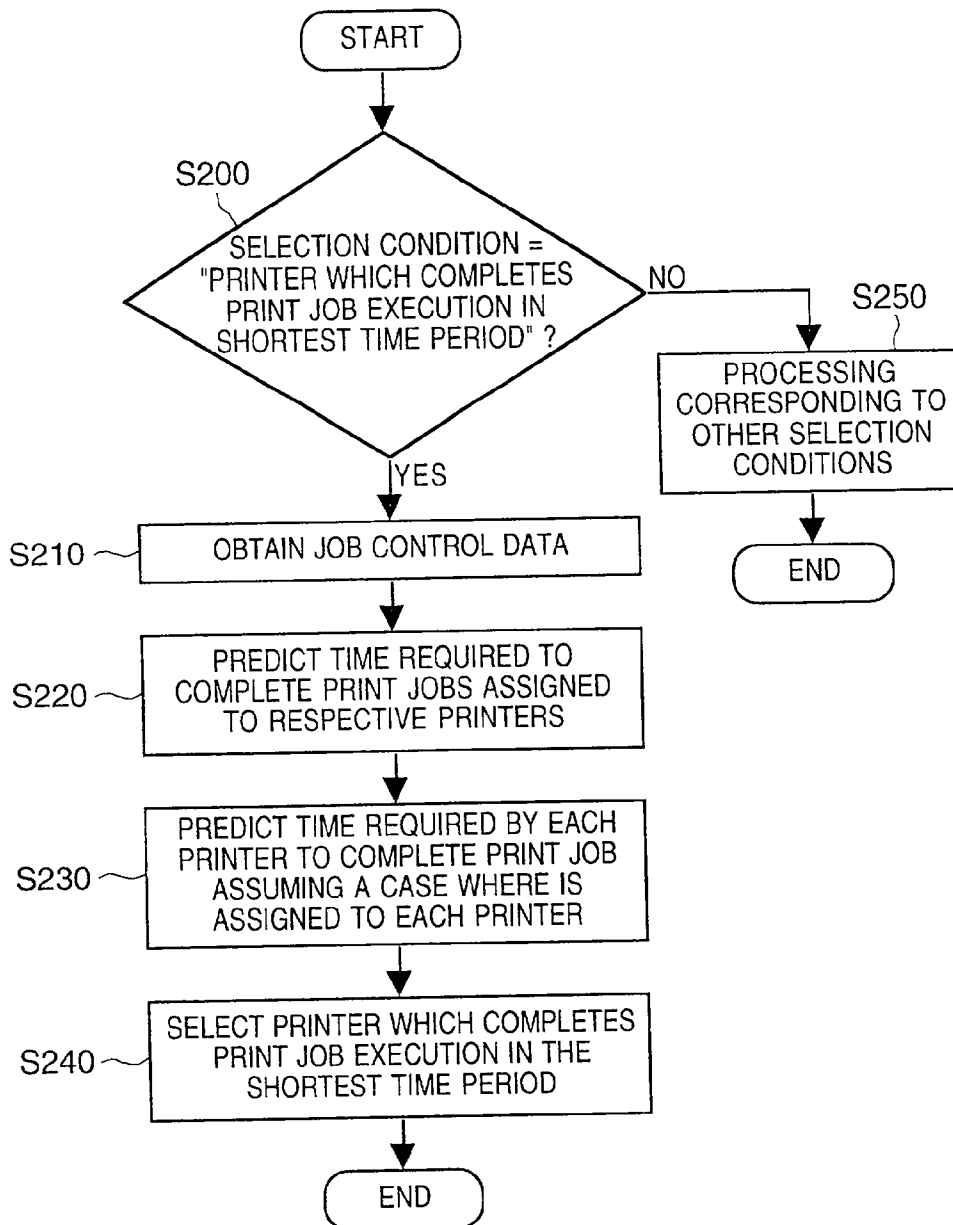 START
S200
SELECTION CONDITION =
"PRINTER WHICH COMPLETES
PRINT JOB EXECUTION IN
SHORTEST TIME PERIOD" ?
NO
S250
PROCESSING
CORRESPONDING TO
OTHER SELECTION
CONDITIONS
END
YES
S210
OBTAIN JOB CONTROL DATA
S220
PREDICT TIME REQUIRED TO
COMPLETE PRINT JOBS ASSIGNED
TO RESPECTIVE PRINTERS
S230
PREDICT TIME REQUIRED BY EACH
PRINTER TO COMPLETE PRINT JOB
ASSUMING A CASE WHERE IS
ASSIGNED TO EACH PRINTER
S240
SELECT PRINTER WHICH COMPLETES
PRINT JOB EXECUTION IN THE
SHORTEST TIME PERIOD
END